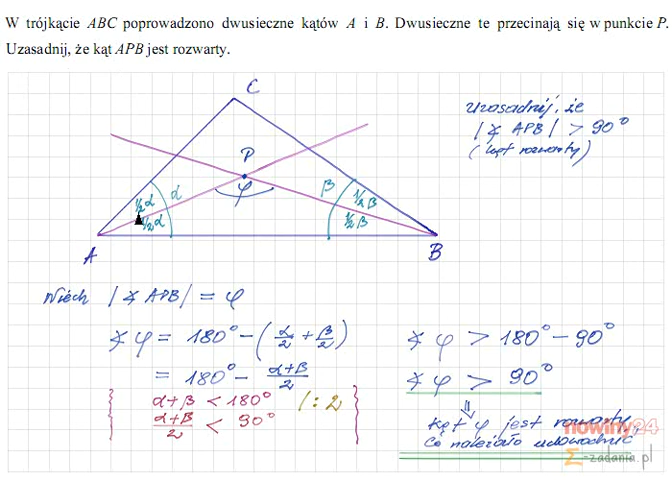 W trójkącie ABC poprowadzono dwusieczne kątów A i B. Dwusieczne te przecinają się w punkcie P.
Uzasadnij, że kąt APB jest rozwarty.
C
Uzasadnij, że
|∡ APB| > 90°
(kąt rozwarty)
P
α
β
½α
φ
½β
½α
½β
A
B
Niech |∡ APB| = φ
∡ φ = 180° - (α/2 + β/2)
= 180° - α+β/2
{ α+β < 180° /:2 }
α+β/2 < 90°
∡ φ > 180° - 90°
∡ φ > 90°
⇓
kąt φ jest rozwarty,
co należało udowodnić.
nowiny24
Σ-zadania.pl